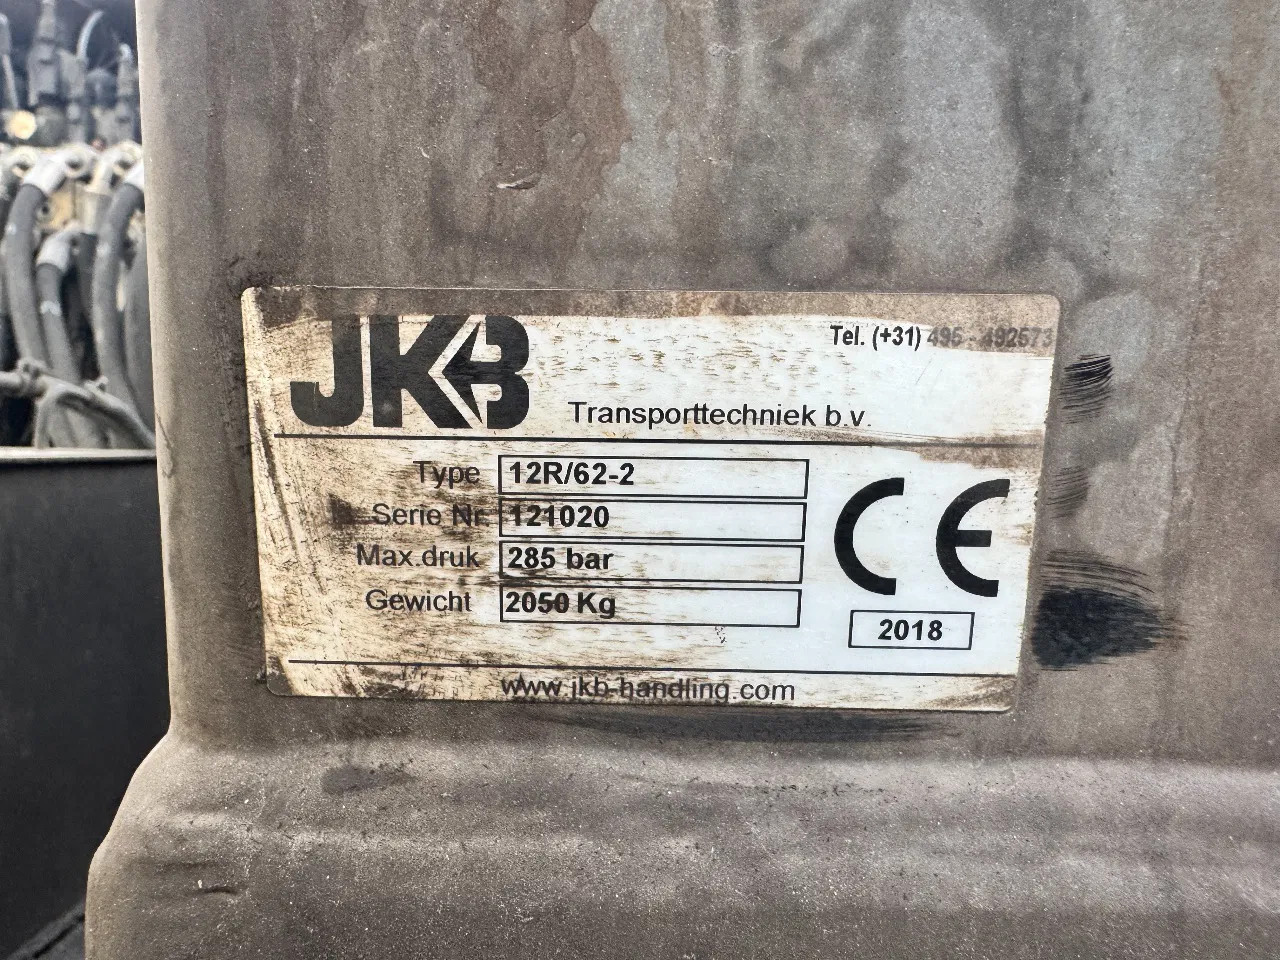 JKB
Tel. (+31) 495 - 492573
Transporttechniek b.v.
Type 12R/62-2
Serie Nr. 121020
Max.druk 285 bar
Gewicht 2050 Kg
CE
2018
www.jkb-handling.com